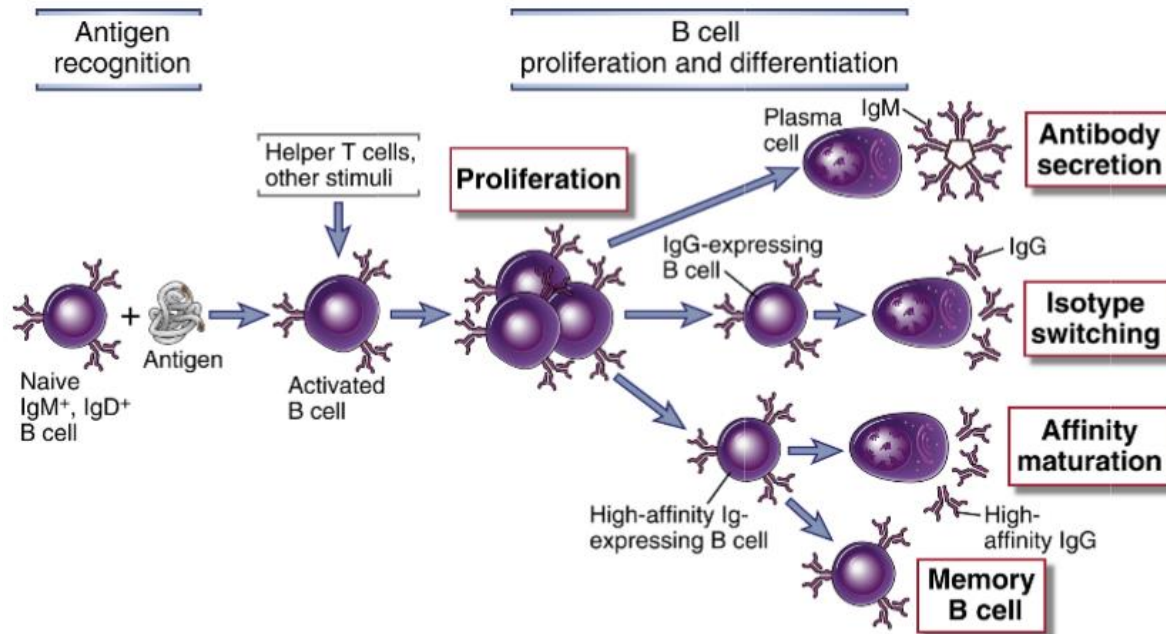 Antigen
recognition
B cell
proliferation and differentiation
Helper T cells,
other stimuli
Proliferation
Plasma
cell
IgM
Antibody
secretion
IgG-expressing
B cell
IgG
Isotype
switching
+
Antigen
Naive
IgM⁺, IgD⁺
B cell
Activated
B cell
High-affinity Ig-
expressing B cell
Affinity
maturation
High-
affinity IgG
Memory
B cell